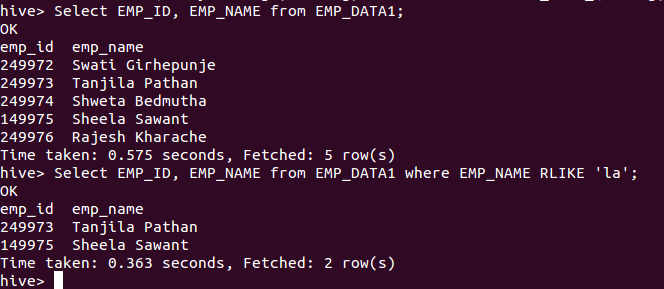 hive> Select EMP_ID, EMP_NAME from EMP_DATA1;
OK
emp_id  emp_name
249972  Swati Girhepunje
249973  Tanjila Pathan
249974  Shweta Bedmutha
149975  Sheela Sawant
249976  Rajesh Kharache
Time taken: 0.575 seconds, Fetched: 5 row(s)
hive> Select EMP_ID, EMP_NAME from EMP_DATA1 where EMP_NAME RLIKE 'la';
OK
emp_id  emp_name
249973  Tanjila Pathan
149975  Sheela Sawant
Time taken: 0.363 seconds, Fetched: 2 row(s)
hive>